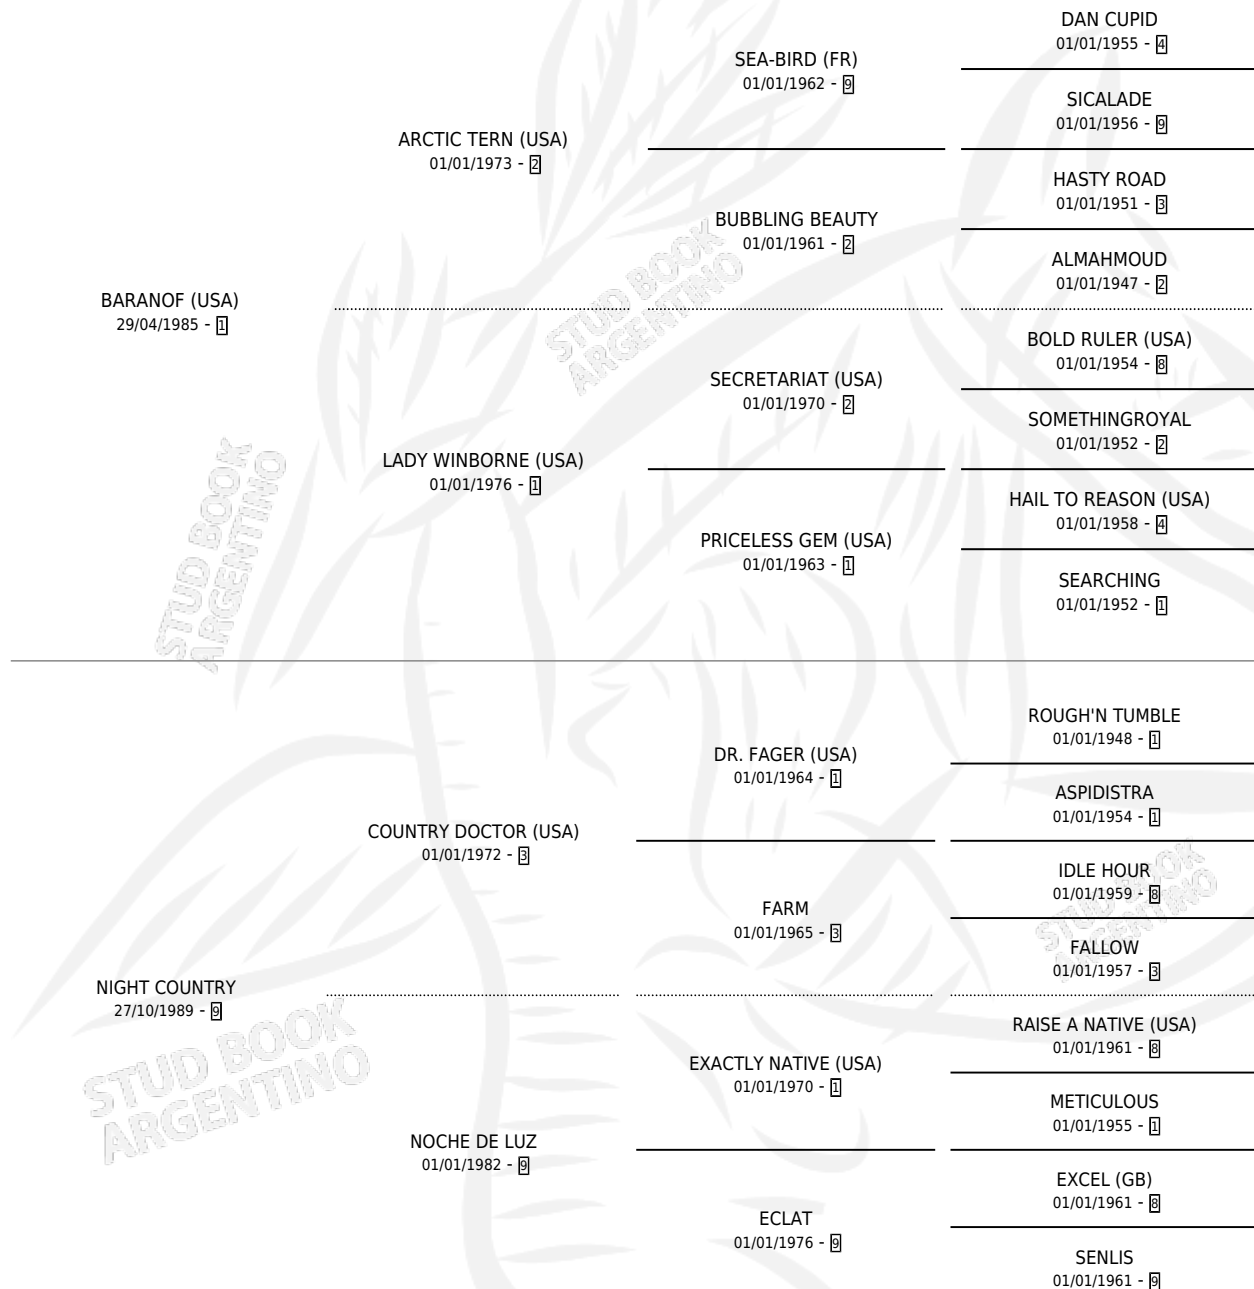 DAN CUPID
01/01/1955 - 4
SEA-BIRD (FR)
01/01/1962 - 9
SICALADE
01/01/1956 - 9
ARCTIC TERN (USA)
01/01/1973 - 2
HASTY ROAD
01/01/1951 - 3
BUBBLING BEAUTY
01/01/1961 - 2
ALMAHMOUD
01/01/1947 - 2
BARANOF (USA)
29/04/1985 - 1
STUD BOOK
ARGENTINO
BOLD RULER (USA)
01/01/1954 - 8
SECRETARIAT (USA)
01/01/1970 - 2
SOMETHINGROYAL
01/01/1952 - 2
LADY WINBORNE (USA)
01/01/1976 - 1
HAIL TO REASON (USA)
01/01/1958 - 4
PRICELESS GEM (USA)
01/01/1963 - 1
SEARCHING
01/01/1952 - 1
STUD BOOK
ARGENTINO
ROUGH'N TUMBLE
01/01/1948 - 1
DR. FAGER (USA)
01/01/1964 - 1
ASPIDISTRA
01/01/1954 - 1
COUNTRY DOCTOR (USA)
01/01/1972 - 3
IDLE HOUR
01/01/1959 - 8
FARM
01/01/1965 - 3
FALLOW
01/01/1957 - 3
STUD BOOK
ARGENTINO
NIGHT COUNTRY
27/10/1989 - 9
STUD BOOK
ARGENTINO
RAISE A NATIVE (USA)
01/01/1961 - 8
EXACTLY NATIVE (USA)
01/01/1970 - 1
METICULOUS
01/01/1955 - 1
NOCHE DE LUZ
01/01/1982 - 9
EXCEL (GB)
01/01/1961 - 8
ECLAT
01/01/1976 - 9
SENLIS
01/01/1961 - 9